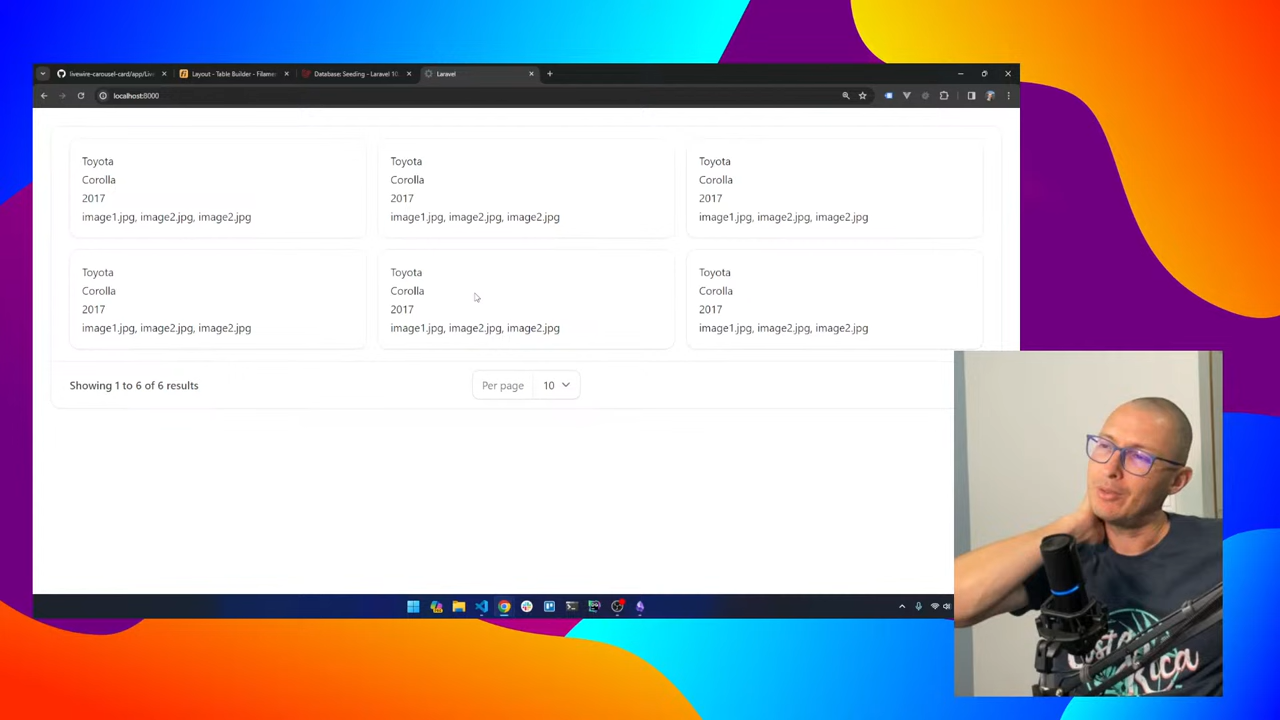 livewire-carousel-card/app/Liv
Layout - Table Builder - Filame
Database: Seeding - Laravel 10.
Laravel
localhost:8000
Toyota
Corolla
2017
image1.jpg, image2.jpg, image2.jpg
Toyota
Corolla
2017
image1.jpg, image2.jpg, image2.jpg
Toyota
Corolla
2017
image1.jpg, image2.jpg, image2.jpg
Toyota
Corolla
2017
image1.jpg, image2.jpg, image2.jpg
Toyota
Corolla
2017
image1.jpg, image2.jpg, image2.jpg
Toyota
Corolla
2017
image1.jpg, image2.jpg, image2.jpg
Showing 1 to 6 of 6 results
Per page 10
Costa
Rica